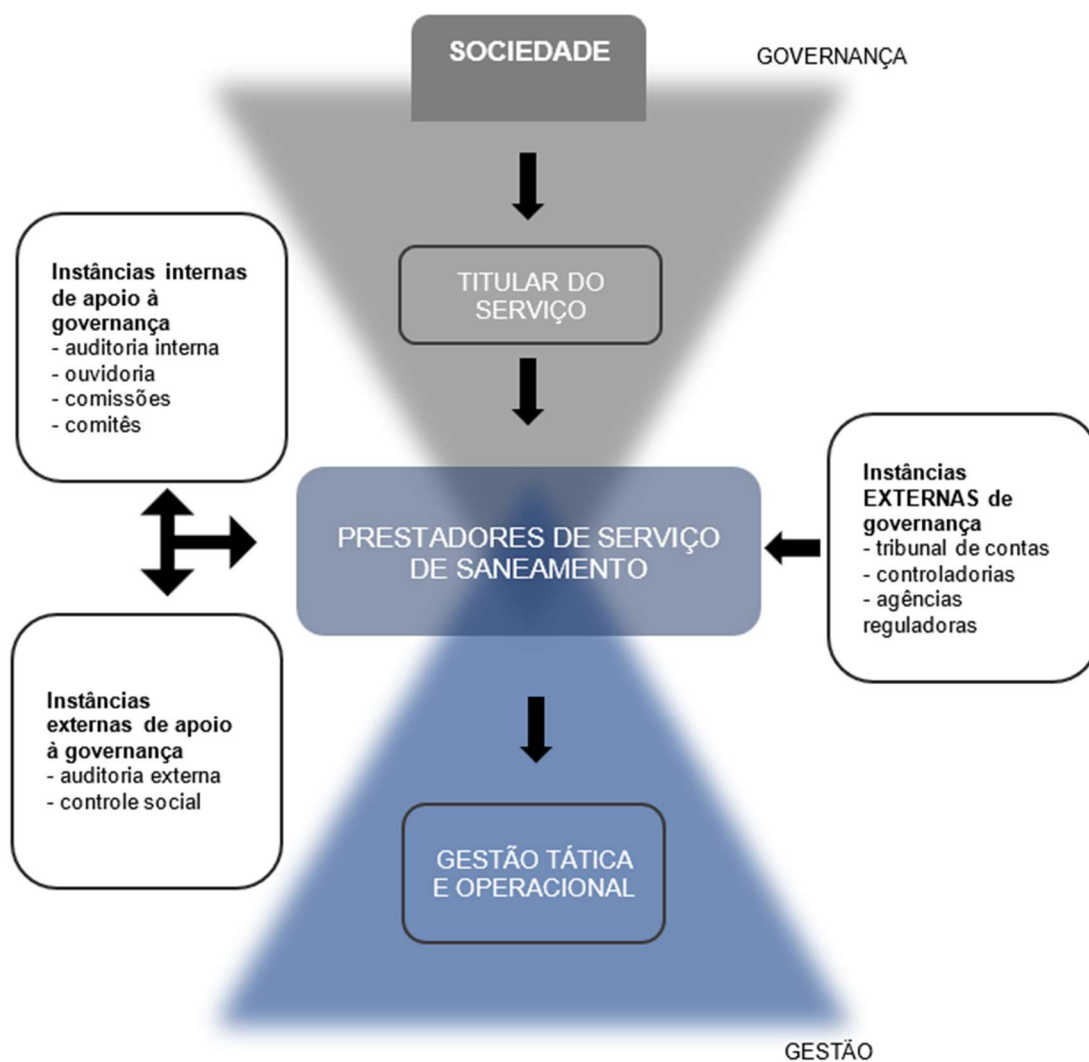 SOCIEDADE
GOVERNANÇA
TITULAR DO
SERVIÇO
Instâncias internas
de apoio à
governança
- auditoria interna
- ouvidoria
- comissões
- comitês
PRESTADORES DE SERVIÇO
DE SANEAMENTO
Instâncias
EXTERNAS de
governança
- tribunal de contas
- controladorias
- agências
reguladoras
Instâncias
externas de apoio
à governança
- auditoria externa
- controle social
GESTÃO TÁTICA
E OPERACIONAL
GESTÃO